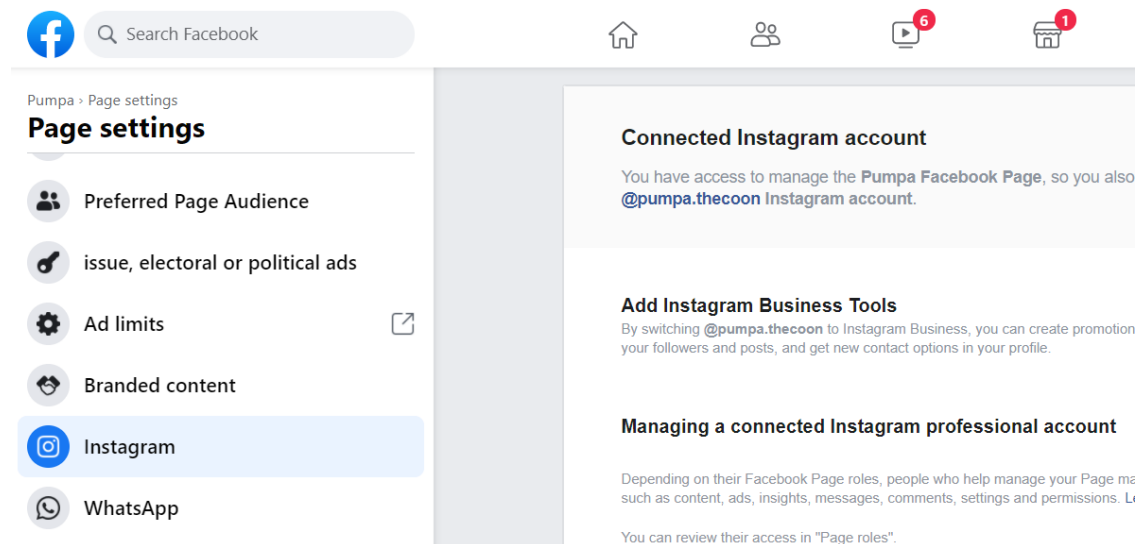 Search Facebook
6
1
Pumpa › Page settings
Page settings
Preferred Page Audience
issue, electoral or political ads
Ad limits
Branded content
Instagram
WhatsApp
Connected Instagram account
You have access to manage the Pumpa Facebook Page, so you also
@pumpa.thecoon Instagram account.
Add Instagram Business Tools
By switching @pumpa.thecoon to Instagram Business, you can create promotion
your followers and posts, and get new contact options in your profile.
Managing a connected Instagram professional account
Depending on their Facebook Page roles, people who help manage your Page ma
such as content, ads, insights, messages, comments, settings and permissions. Le
You can review their access in "Page roles".